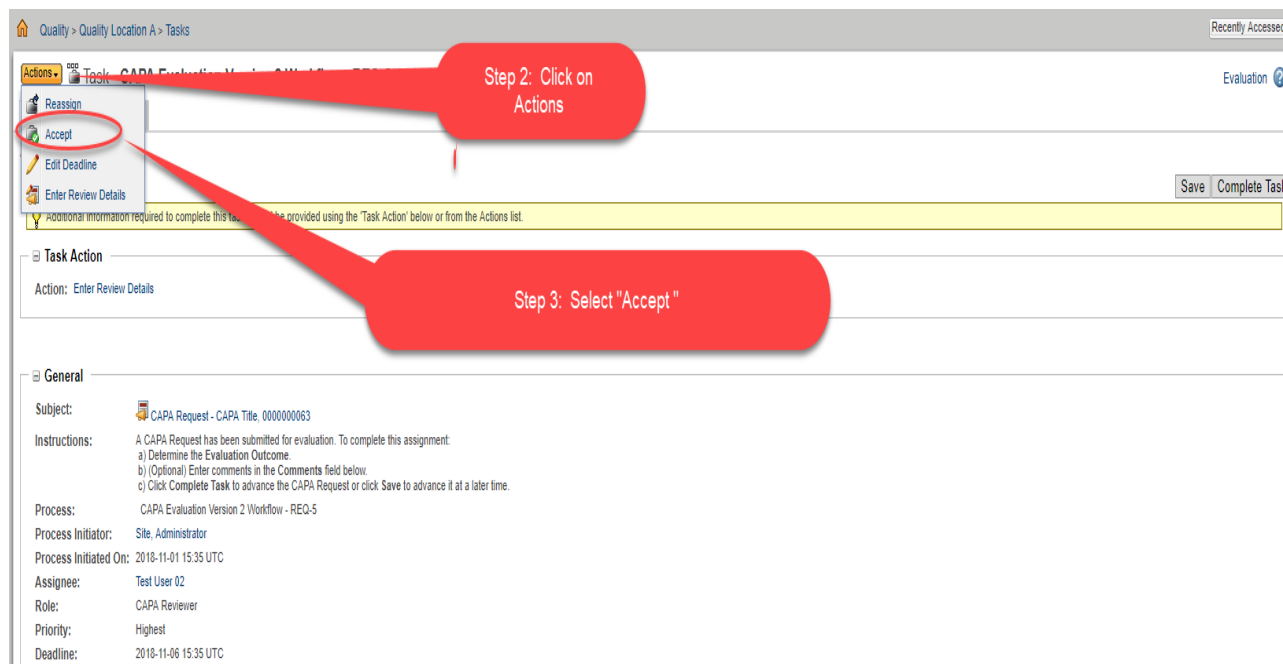 Quality > Quality Location A > Tasks
Recently Accessed
Actions
Task - CAPA Evaluation Version 2 Workflow
Step 2: Click on
Actions
Evaluation
Reassign
Accept
Edit Deadline
Enter Review Details
Save Complete Task
Additional information required to complete this be provided using the 'Task Action' below or from the Actions list.
Task Action
Action: Enter Review Details
Step 3: Select "Accept "
General
Subject: CAPA Request - CAPA Title, 0000000063
Instructions: A CAPA Request has been submitted for evaluation. To complete this assignment:
a) Determine the Evaluation Outcome.
b) (Optional) Enter comments in the Comments field below.
c) Click Complete Task to advance the CAPA Request or click Save to advance it at a later time.
Process: CAPA Evaluation Version 2 Workflow - REQ-5
Process Initiator: Site, Administrator
Process Initiated On: 2018-11-01 15:35 UTC
Assignee: Test User 02
Role: CAPA Reviewer
Priority: Highest
Deadline: 2018-11-06 15:35 UTC